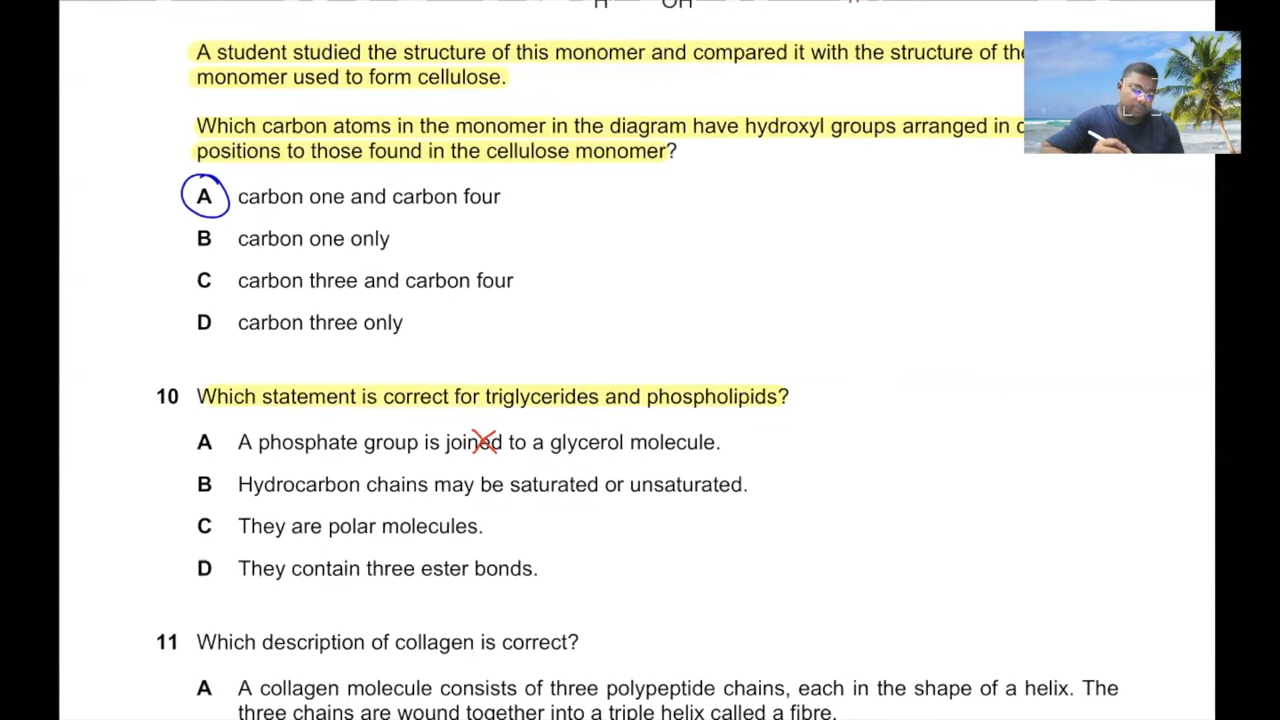 H OH
A student studied the structure of this monomer and compared it with the structure of the
monomer used to form cellulose.
Which carbon atoms in the monomer in the diagram have hydroxyl groups arranged in
positions to those found in the cellulose monomer?
A carbon one and carbon four
B carbon one only
C carbon three and carbon four
D carbon three only
10 Which statement is correct for triglycerides and phospholipids?
A A phosphate group is joined to a glycerol molecule.
B Hydrocarbon chains may be saturated or unsaturated.
C They are polar molecules.
D They contain three ester bonds.
11 Which description of collagen is correct?
A A collagen molecule consists of three polypeptide chains, each in the shape of a helix. The
three chains are wound together into a triple helix called a fibre.